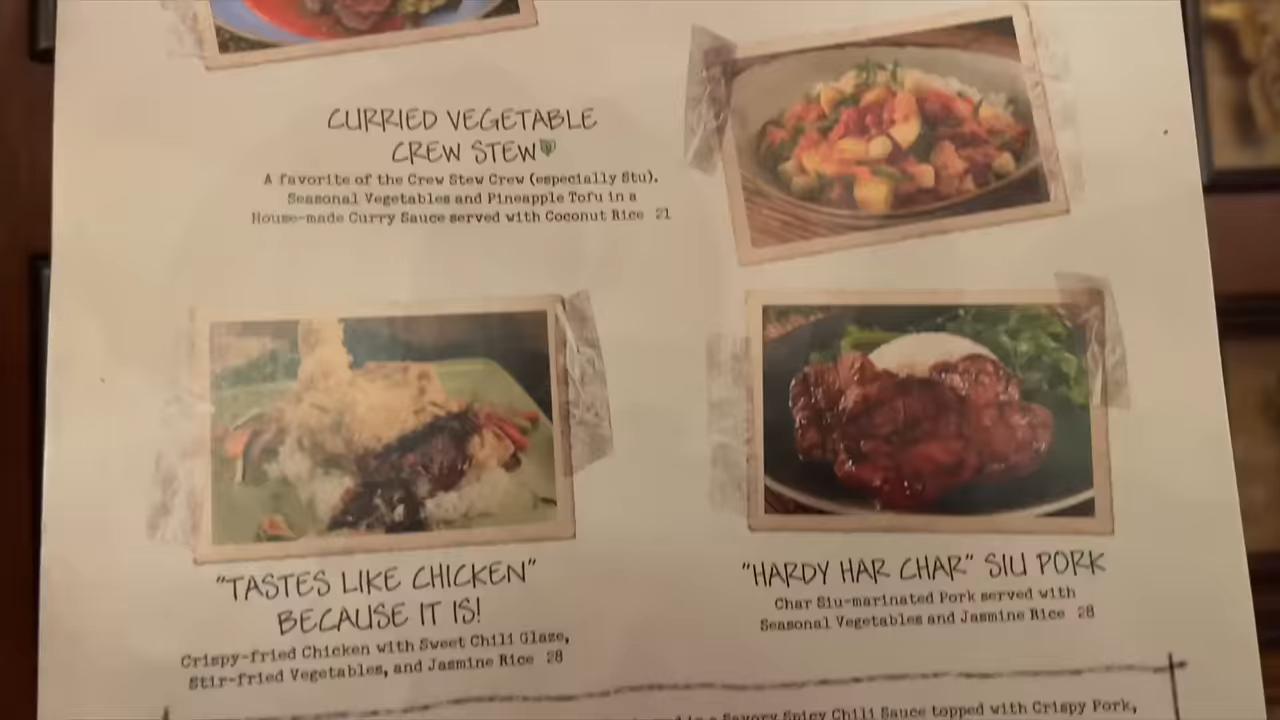 CURRIED VEGETABLE
CREW STEW
A favorite of the Crew Stew Crew (especially Stu).
Seasonal Vegetables and Pineapple Tofu in a
House-made Curry Sauce served with Coconut Rice 21
"TASTES LIKE CHICKEN"
BECAUSE IT IS!
Crispy-fried Chicken with Sweet Chili Glaze,
Stir-fried Vegetables, and Jasmine Rice 28
"HARDY HAR CHAR" SIU PORK
Char Siu-marinated Pork served with
Seasonal Vegetables and Jasmine Rice 28
Savory Spicy Chili Sauce topped with Crispy Pork,